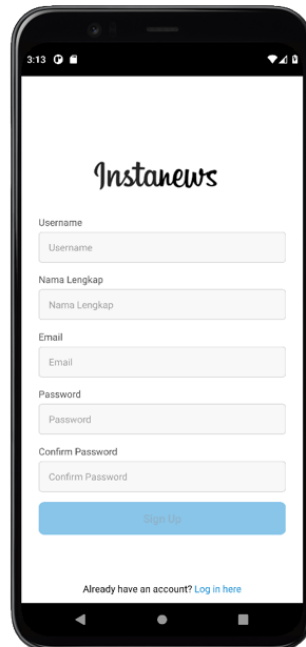 3:13
Instanews
Username
Username
Nama Lengkap
Nama Lengkap
Email
Email
Password
Password
Confirm Password
Confirm Password
Sign Up
Already have an account? Log in here